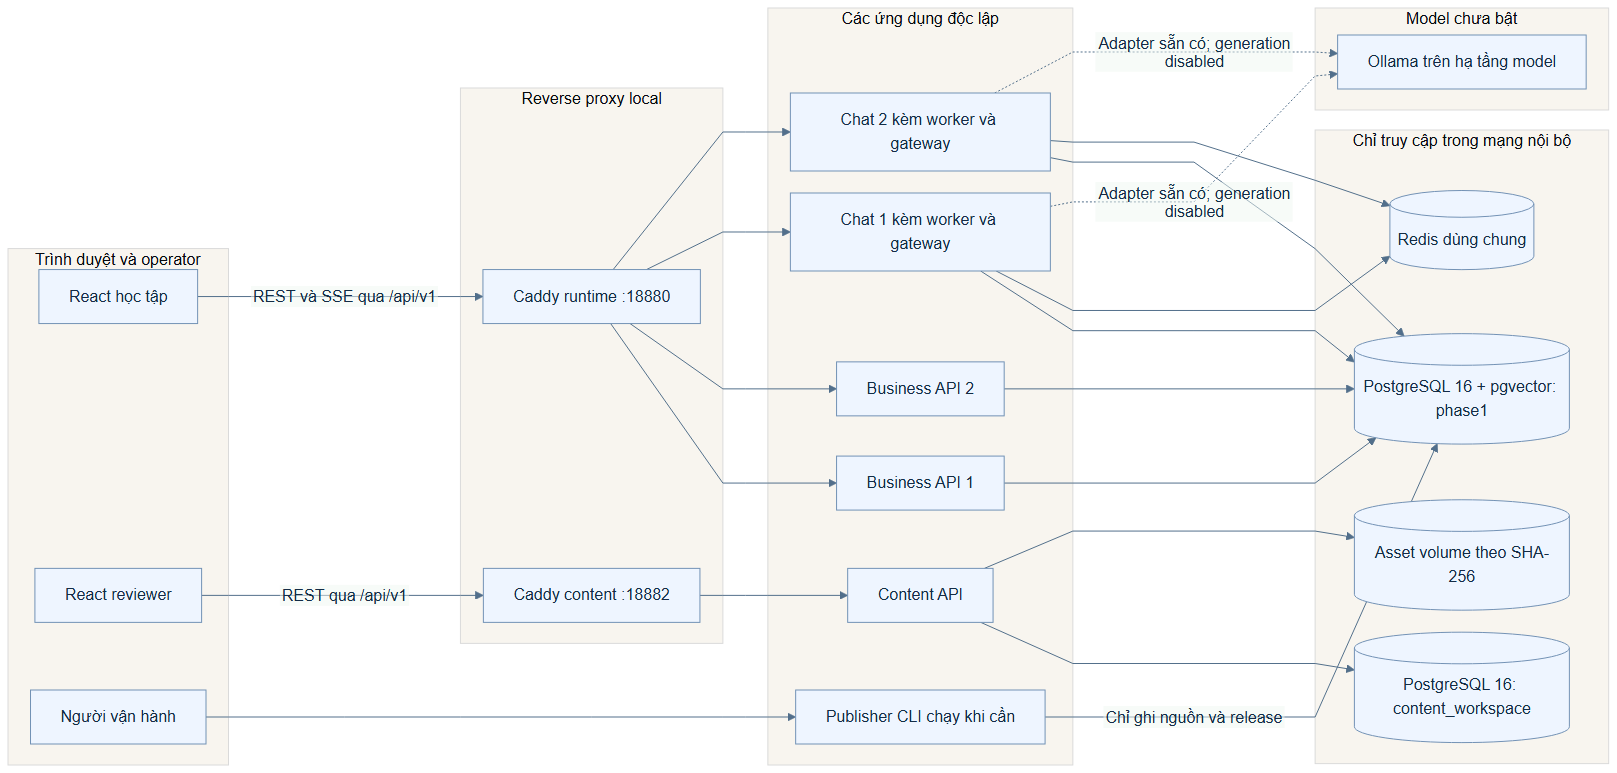 Trình duyệt và operator
React học tập
React reviewer
Người vận hành
REST và SSE qua /api/v1
REST qua /api/v1
Reverse proxy local
Caddy runtime :18880
Caddy content :18882
Các ứng dụng độc lập
Chat 2 kèm worker và
gateway
Chat 1 kèm worker và
gateway
Business API 2
Business API 1
Content API
Publisher CLI chạy khi cần
Adapter sẵn có; generation
disabled
Adapter sẵn có; generation
disabled
Chỉ ghi nguồn và release
Model chưa bật
Ollama trên hạ tầng model
Chỉ truy cập trong mạng nội bộ
Redis dùng chung
PostgreSQL 16 + pgvector:
phase1
Asset volume theo SHA-
256
PostgreSQL 16:
content_workspace